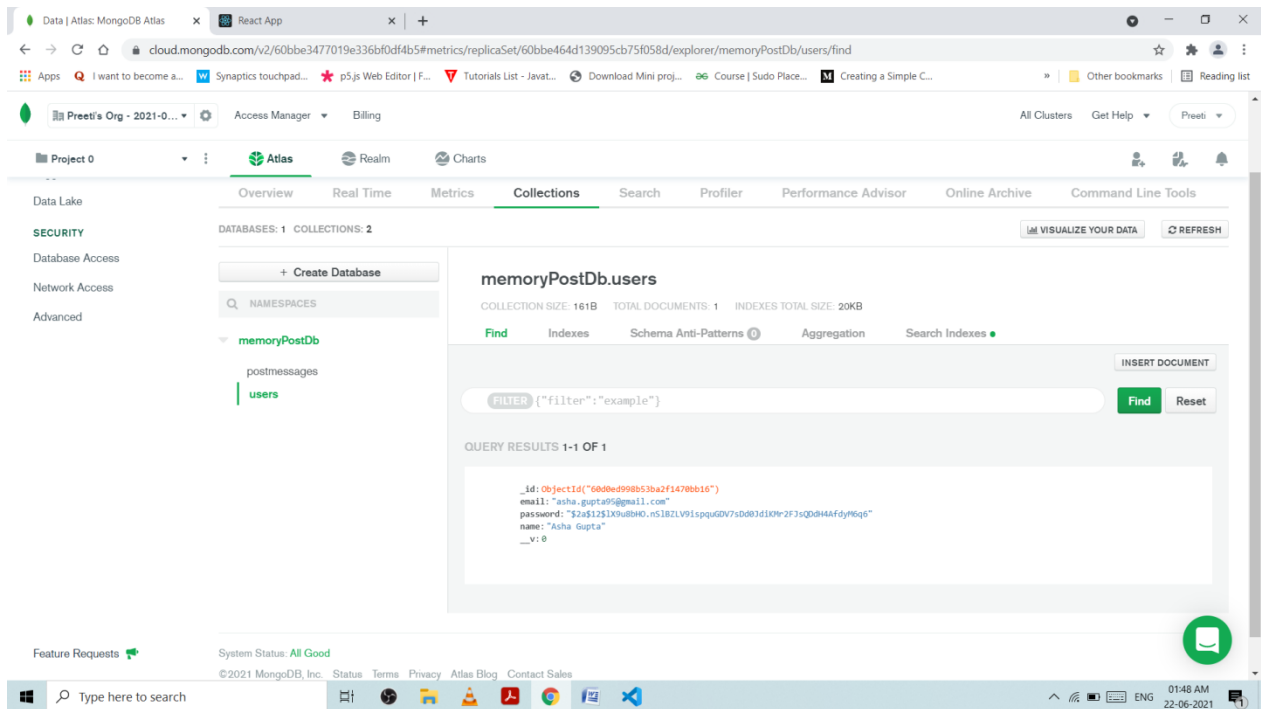 Data | Atlas: MongoDB Atlas
React App
cloud.mongodb.com/v2/60bbe3477019e336bf0df4b5#metrics/replicaSet/60bbe464d139095cb75f058d/explorer/memoryPostDb/users/find
Apps I want to become a... Synaptics touchpad... p5.js Web Editor | F... Tutorials List - Javat... Download Mini proj... Course | Sudo Place... Creating a Simple C... » Other bookmarks Reading list
Preeti's Org - 2021-0... Access Manager Billing All Clusters Get Help Preeti
Project 0 Atlas Realm Charts
Overview Real Time Metrics Collections Search Profiler Performance Advisor Online Archive Command Line Tools
Data Lake
SECURITY
Database Access
Network Access
Advanced
DATABASES: 1 COLLECTIONS: 2
VISUALIZE YOUR DATA
REFRESH
+ Create Database
NAMESPACES
memoryPostDb
postmessages
users
memoryPostDb.users
COLLECTION SIZE: 161B TOTAL DOCUMENTS: 1 INDEXES TOTAL SIZE: 20KB
Find Indexes Schema Anti-Patterns 0 Aggregation Search Indexes
INSERT DOCUMENT
FILTER {"filter":"example"}
Find Reset
QUERY RESULTS 1-1 OF 1
_id: ObjectId("60d0ed998b53ba2f1470bb16")
email: "asha.gupta95@gmail.com"
password: "$2a$12$lX9u8bHO.nSlBZLV9ispquGDV7sDd0JdiKMr2FJsQDdH4AfdyM6q6"
name: "Asha Gupta"
__v: 0
Feature Requests
System Status: All Good
©2021 MongoDB, Inc. Status Terms Privacy Atlas Blog Contact Sales
Type here to search
ENG
01:48 AM
22-06-2021
1